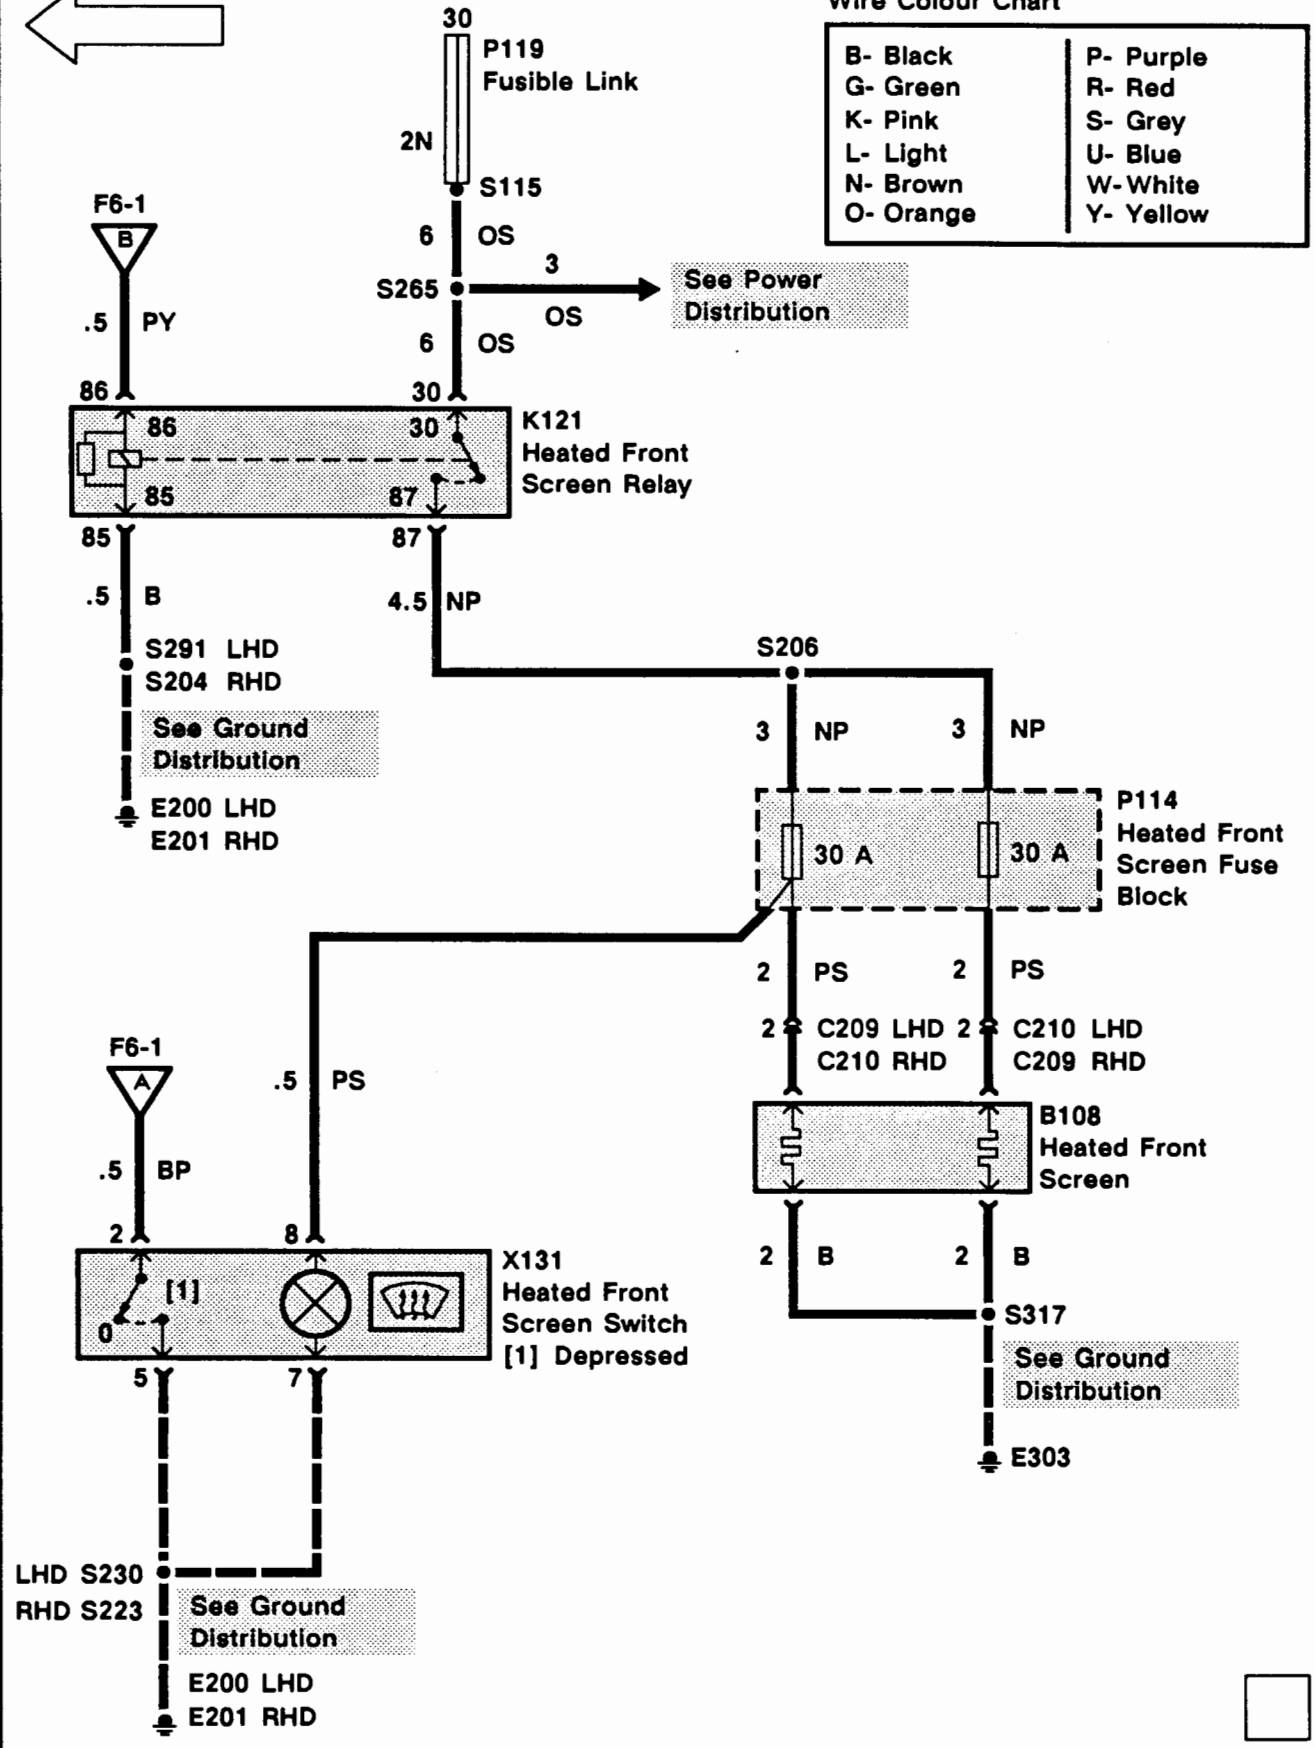 Wire Colour Chart
B- Black
G- Green
K- Pink
L- Light
N- Brown
O- Orange
P- Purple
R- Red
S- Grey
U- Blue
W- White
Y- Yellow
30
P119
Fusible Link
2N
S115
F6-1
B
6 OS
3
S265
OS
See Power
Distribution
.5 PY
6 OS
86
30
86
30
K121
Heated Front
Screen Relay
85
87
85
87
.5 B
4.5 NP
S291 LHD
S204 RHD
S206
See Ground
Distribution
3 NP
3 NP
E200 LHD
E201 RHD
P114
Heated Front
Screen Fuse
Block
30 A
30 A
2 PS
2 PS
2 C209 LHD
C210 RHD
2 C210 LHD
C209 RHD
F6-1
A
.5 PS
B108
Heated Front
Screen
.5 BP
2
8
2 B
2 B
X131
Heated Front
Screen Switch
[1] Depressed
[1]
0
S317
5
7
See Ground
Distribution
E303
LHD S230
RHD S223
See Ground
Distribution
E200 LHD
E201 RHD